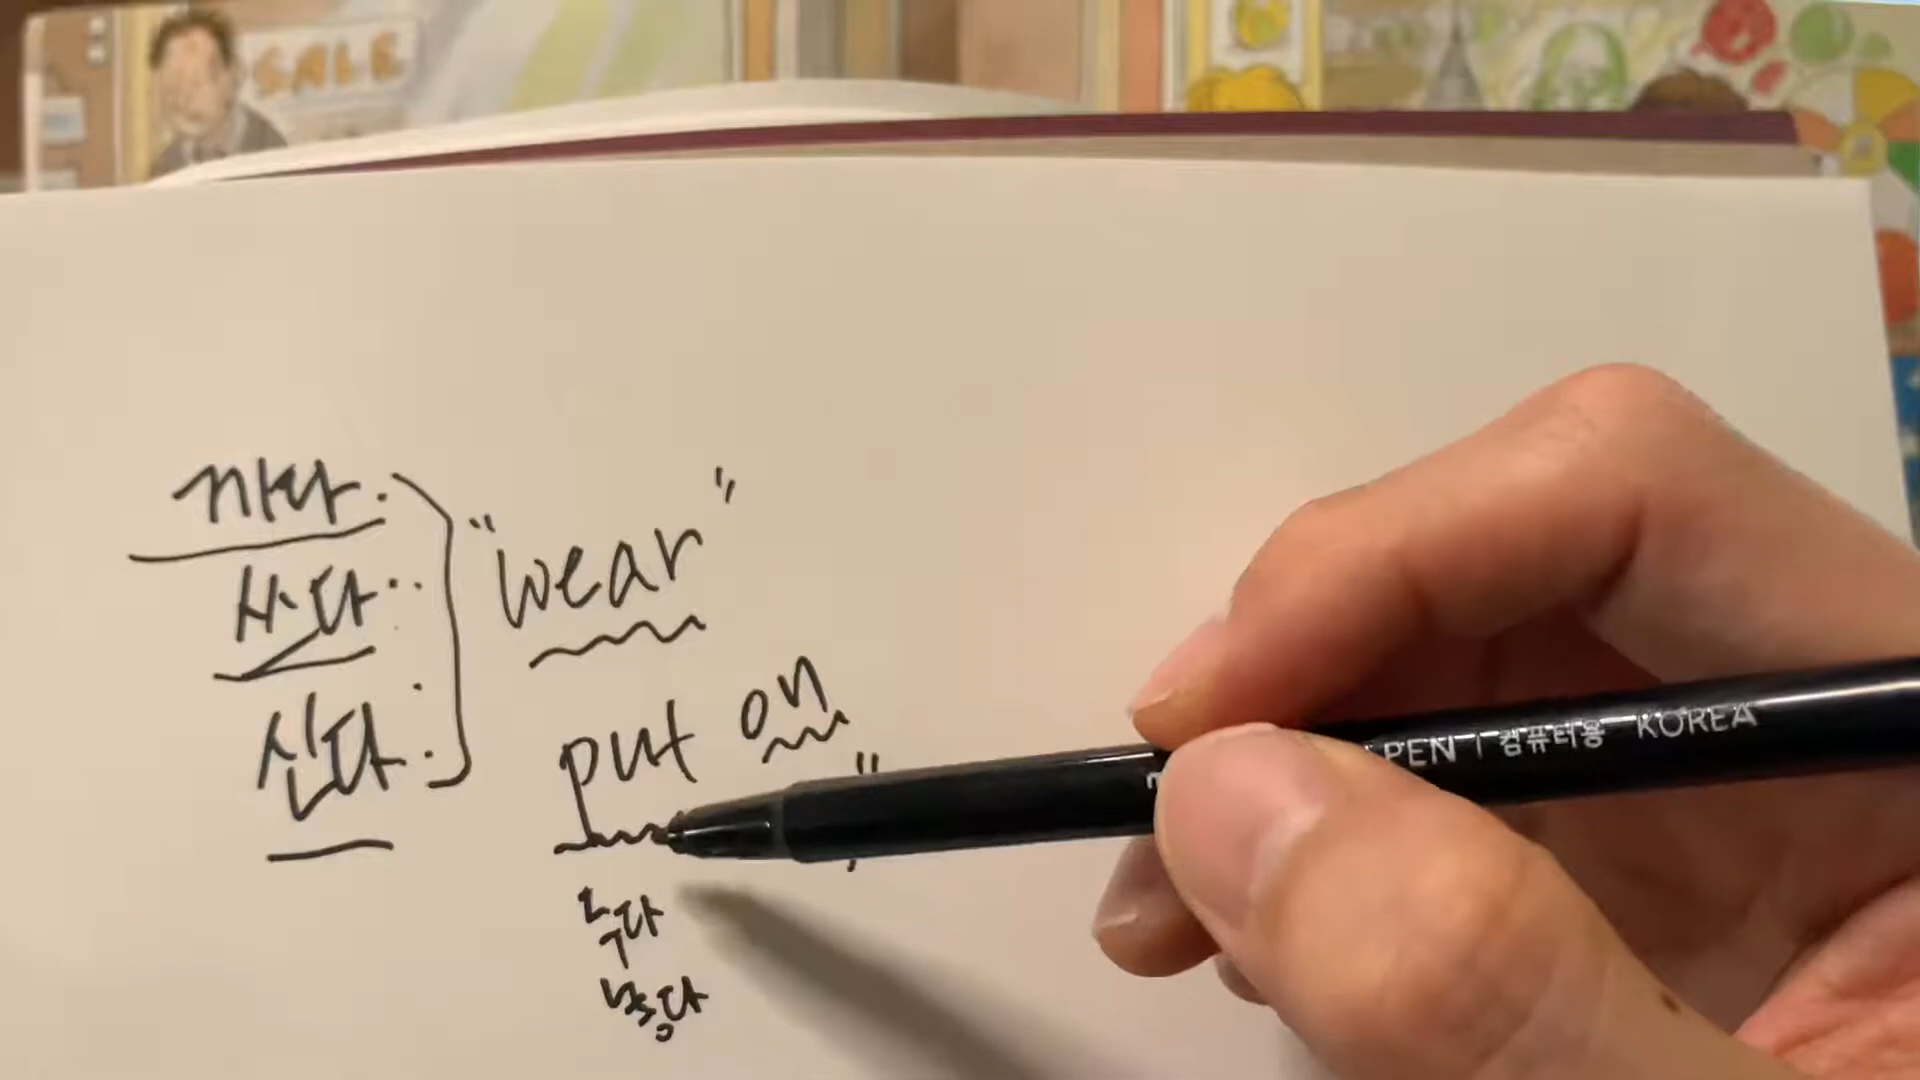 SALE
끼다.
쓰다..
신다.
"wear"
put on "
두다
놓다
PEN | 컴퓨터용 KOREA